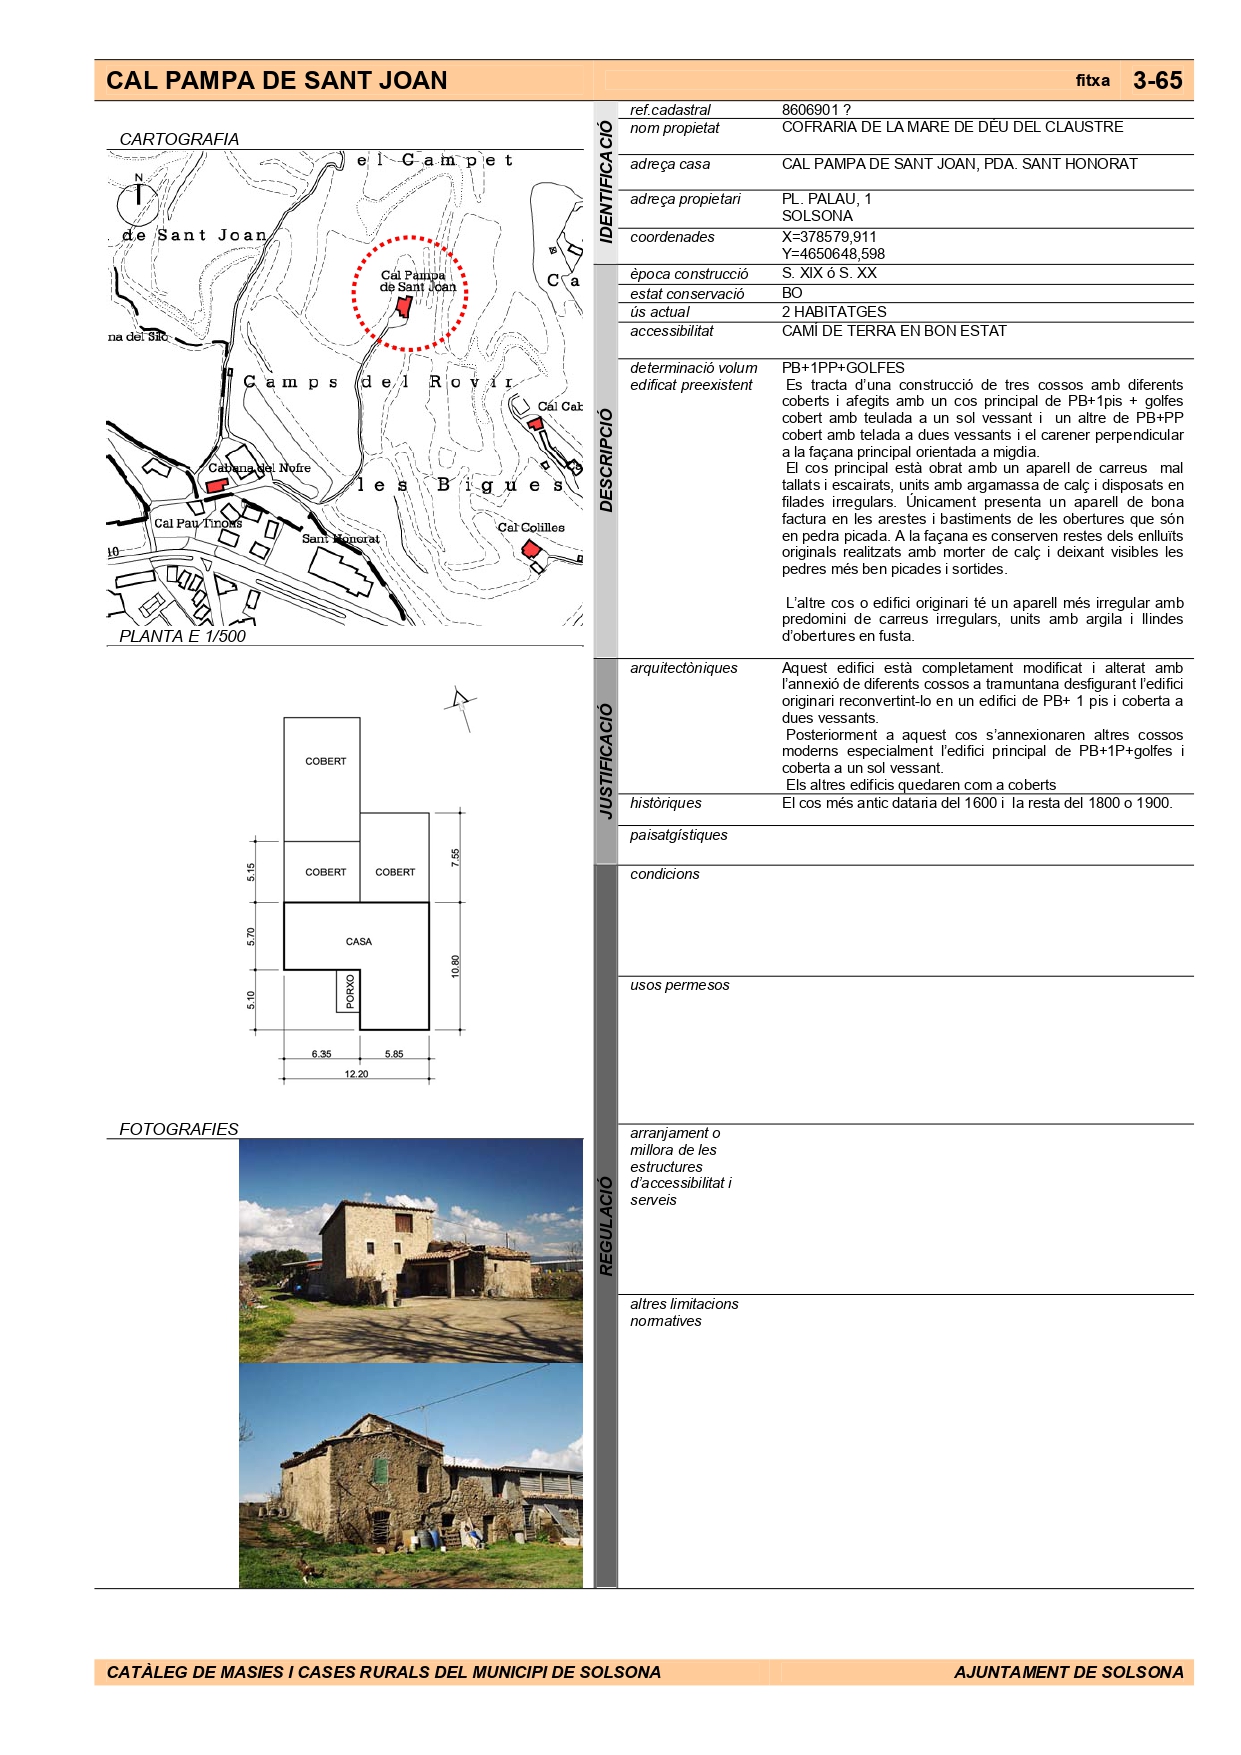 CAL PAMPA DE SANT JOAN
fitxa 3-65
CARTOGRAFIA
el Campet
N
de Sant Joan
Cal Pampa
de Sant Joan
Ca
na del Silo
Camps del Rovir
Cal Cab
Cabana del Nofre
les Bigues
Cal Pau Tinons
Cal Colilles
Sant Honorat
PLANTA E 1/500
COBERT
COBERT
COBERT
CASA
PORXO
5.15
5.70
5.10
7.55
10.80
6.35
5.85
12.20
FOTOGRAFIES
IDENTIFICACIÓ
ref.cadastral 8606901 ?
nom propietat COFRARIA DE LA MARE DE DÉU DEL CLAUSTRE
adreça casa CAL PAMPA DE SANT JOAN, PDA. SANT HONORAT
adreça propietari PL. PALAU, 1
SOLSONA
coordenades X=378579,911
Y=4650648,598
DESCRIPCIÓ
època construcció S. XIX ó S. XX
estat conservació BO
ús actual 2 HABITATGES
accessibilitat CAMÍ DE TERRA EN BON ESTAT
determinació volum PB+1PP+GOLFES
edificat preexistent Es tracta d’una construcció de tres cossos amb diferents
coberts i afegits amb un cos principal de PB+1pis + golfes
cobert amb teulada a un sol vessant i un altre de PB+PP
cobert amb telada a dues vessants i el carener perpendicular
a la façana principal orientada a migdia.
El cos principal està obrat amb un aparell de carreus mal
tallats i escairats, units amb argamassa de calç i disposats en
filades irregulars. Únicament presenta un aparell de bona
factura en les arestes i bastiments de les obertures que són
en pedra picada. A la façana es conserven restes dels enlluïts
originals realitzats amb morter de calç i deixant visibles les
pedres més ben picades i sortides.
L’altre cos o edifici originari té un aparell més irregular amb
predomini de carreus irregulars, units amb argila i llindes
d’obertures en fusta.
JUSTIFICACIÓ
arquitectòniques Aquest edifici està completament modificat i alterat amb
l’annexió de diferents cossos a tramuntana desfigurant l’edifici
originari reconvertint-lo en un edifici de PB+ 1 pis i coberta a
dues vessants.
Posteriorment a aquest cos s’annexionaren altres cossos
moderns especialment l’edifici principal de PB+1P+golfes i
coberta a un sol vessant.
Els altres edificis quedaren com a coberts
històriques El cos més antic dataria del 1600 i la resta del 1800 o 1900.
paisatgístiques
REGULACIÓ
condicions
usos permesos
arranjament o
millora de les
estructures
d’accessibilitat i
serveis
altres limitacions
normatives
CATÀLEG DE MASIES I CASES RURALS DEL MUNICIPI DE SOLSONA
AJUNTAMENT DE SOLSONA